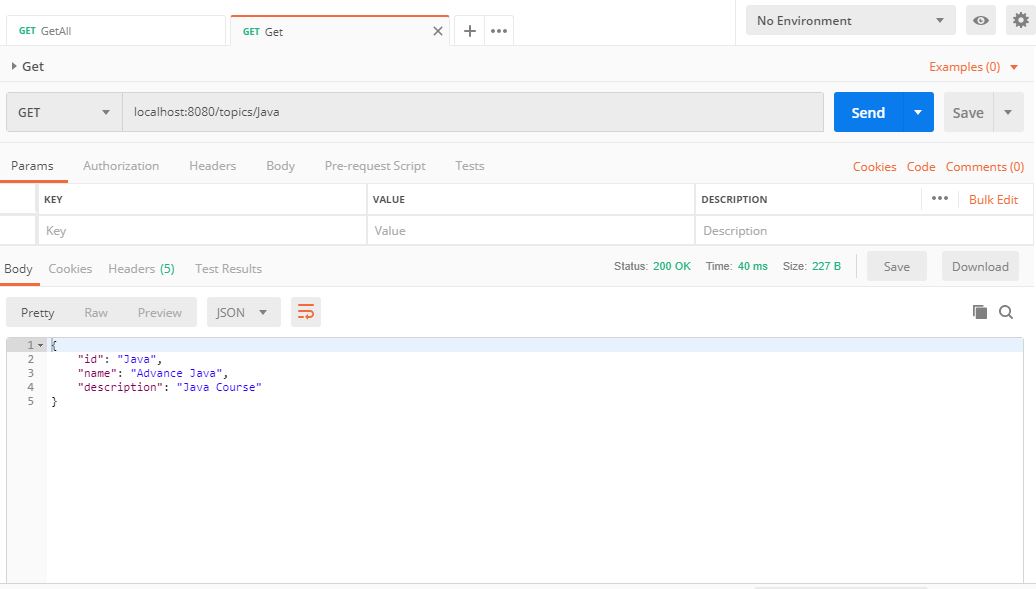 GET GetAll GET Get No Environment
Get Examples (0)
GET localhost:8080/topics/Java Send Save
Params Authorization Headers Body Pre-request Script Tests Cookies Code Comments (0)
KEY VALUE DESCRIPTION Bulk Edit
Key Value Description
Body Cookies Headers (5) Test Results Status: 200 OK Time: 40 ms Size: 227 B Save Download
Pretty Raw Preview JSON
1 {
2 "id": "Java",
3 "name": "Advance Java",
4 "description": "Java Course"
5 }